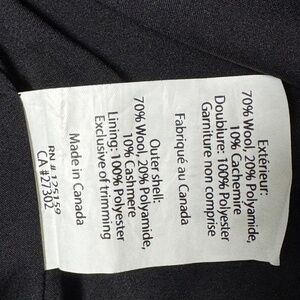 Extérieur:
70% Wool, 20% Polyamide,
10% Cachemire
Doublure: 100% Polyester
Garniture non comprise
Fabriqué au Canada
Outer shell:
70% Wool, 20% Polyamide,
10% Cashmere
Lining: 100% Polyester
Exclusive of trimming
Made in Canada
RN #125159
CA #27302